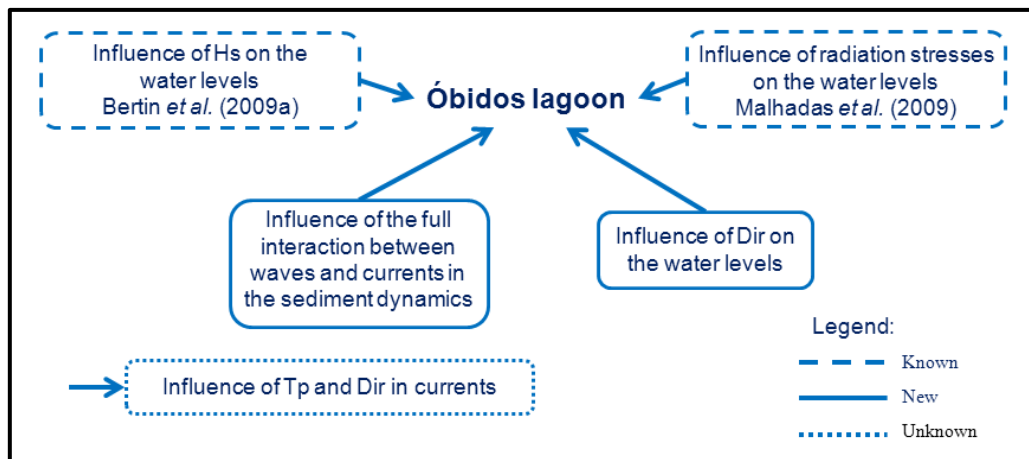 Influence of Hs on the
water levels
Bertin et al. (2009a)
Influence of radiation stresses
on the water levels
Malhadas et al. (2009)
Óbidos lagoon
Influence of the full
interaction between
waves and currents in
the sediment dynamics
Influence of Dir on
the water levels
Legend:
Known
New
Unknown
Influence of Tp and Dir in currents